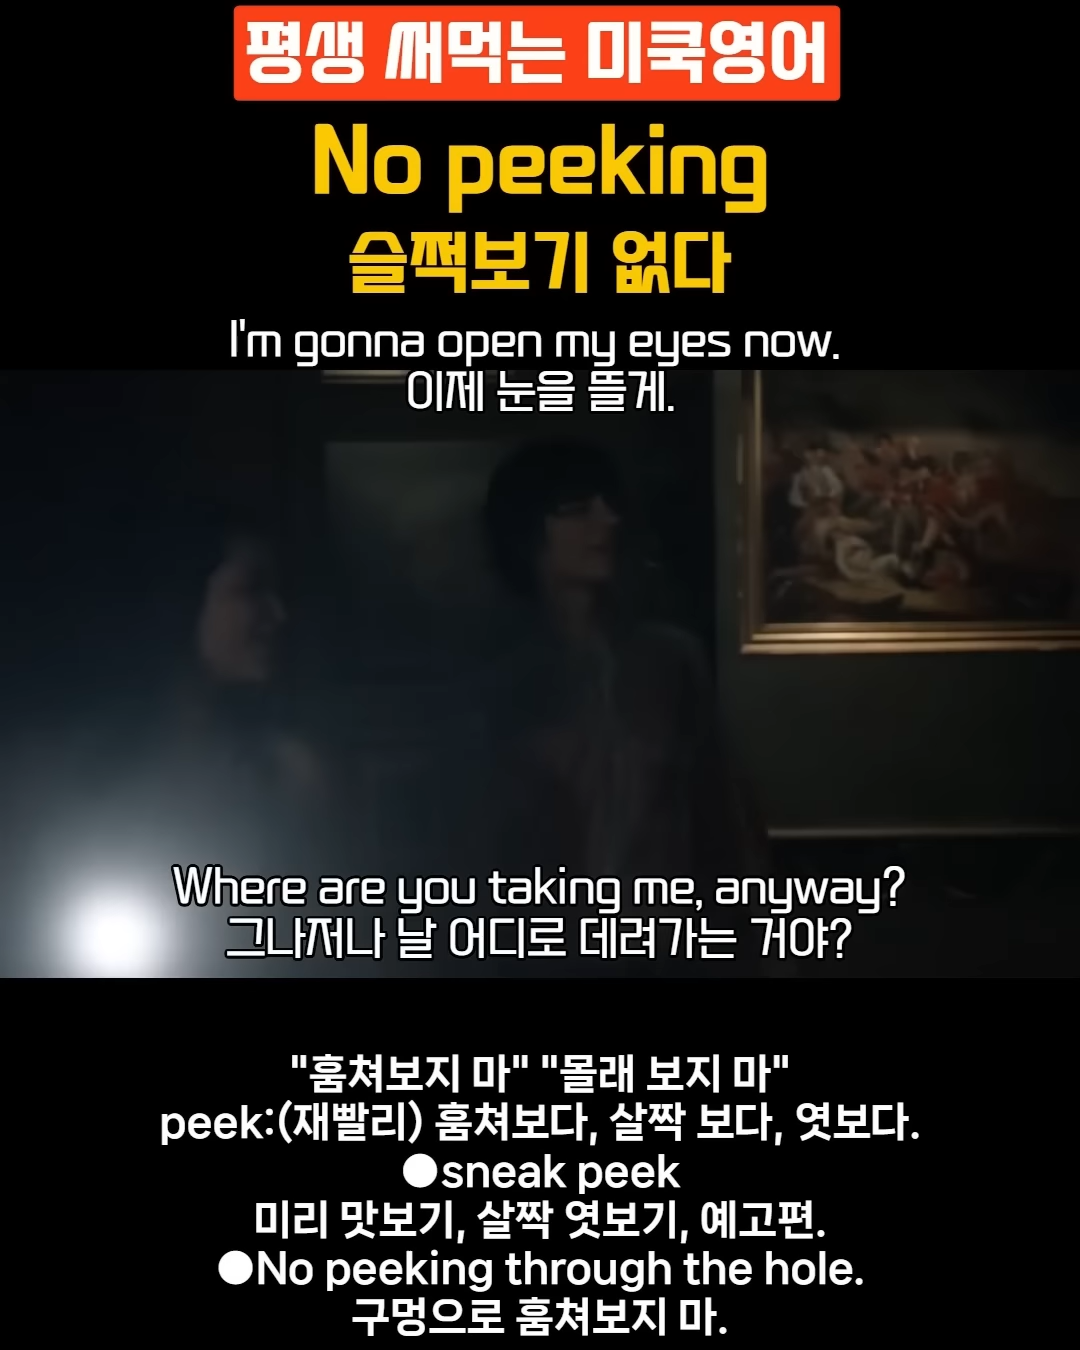 평생 써먹는 미쿡영어
No peeking
슬쩍보기 없다
I'm gonna open my eyes now.
이제 눈을 뜰게.
Where are you taking me, anyway?
그나저나 날 어디로 데려가는 거야?
"훔쳐보지 마" "몰래 보지 마"
peek:(재빨리) 훔쳐보다, 살짝 보다, 엿보다.
●sneak peek
미리 맛보기, 살짝 엿보기, 예고편.
●No peeking through the hole.
구멍으로 훔쳐보지 마.